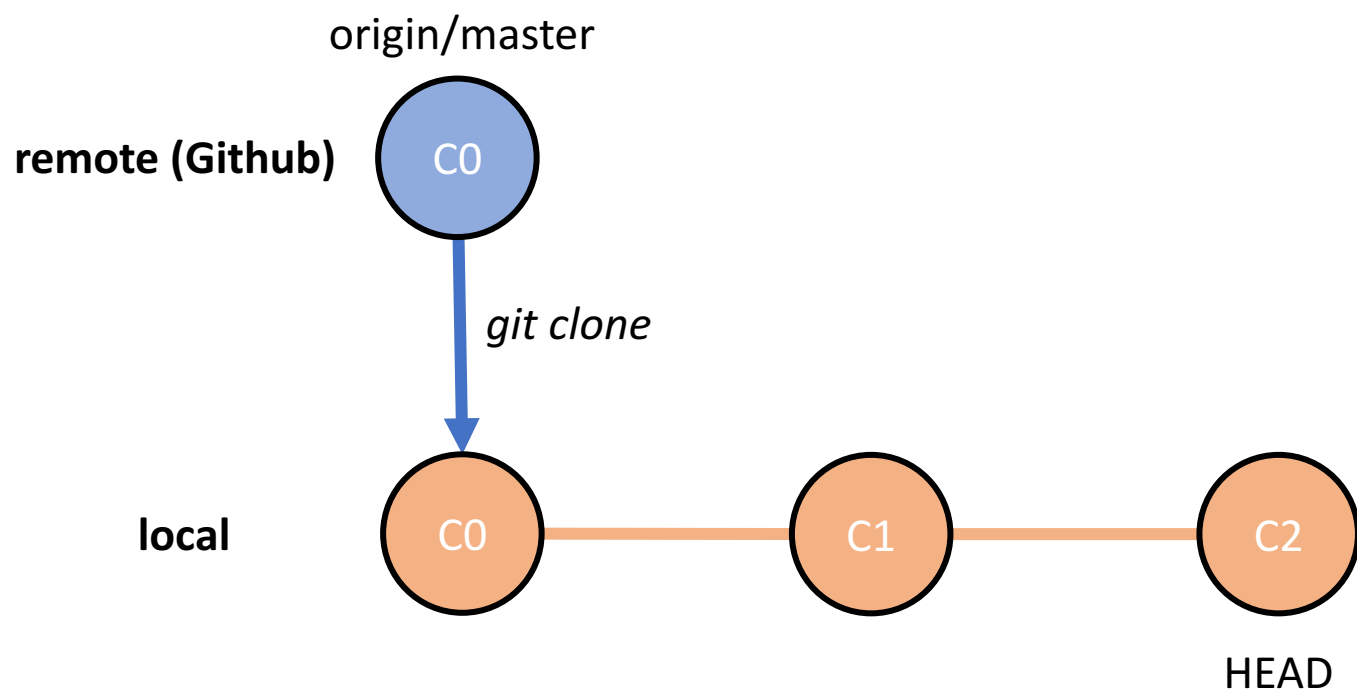 origin/master
remote (Github)
C0
git clone
local
C0
C1
C2
HEAD